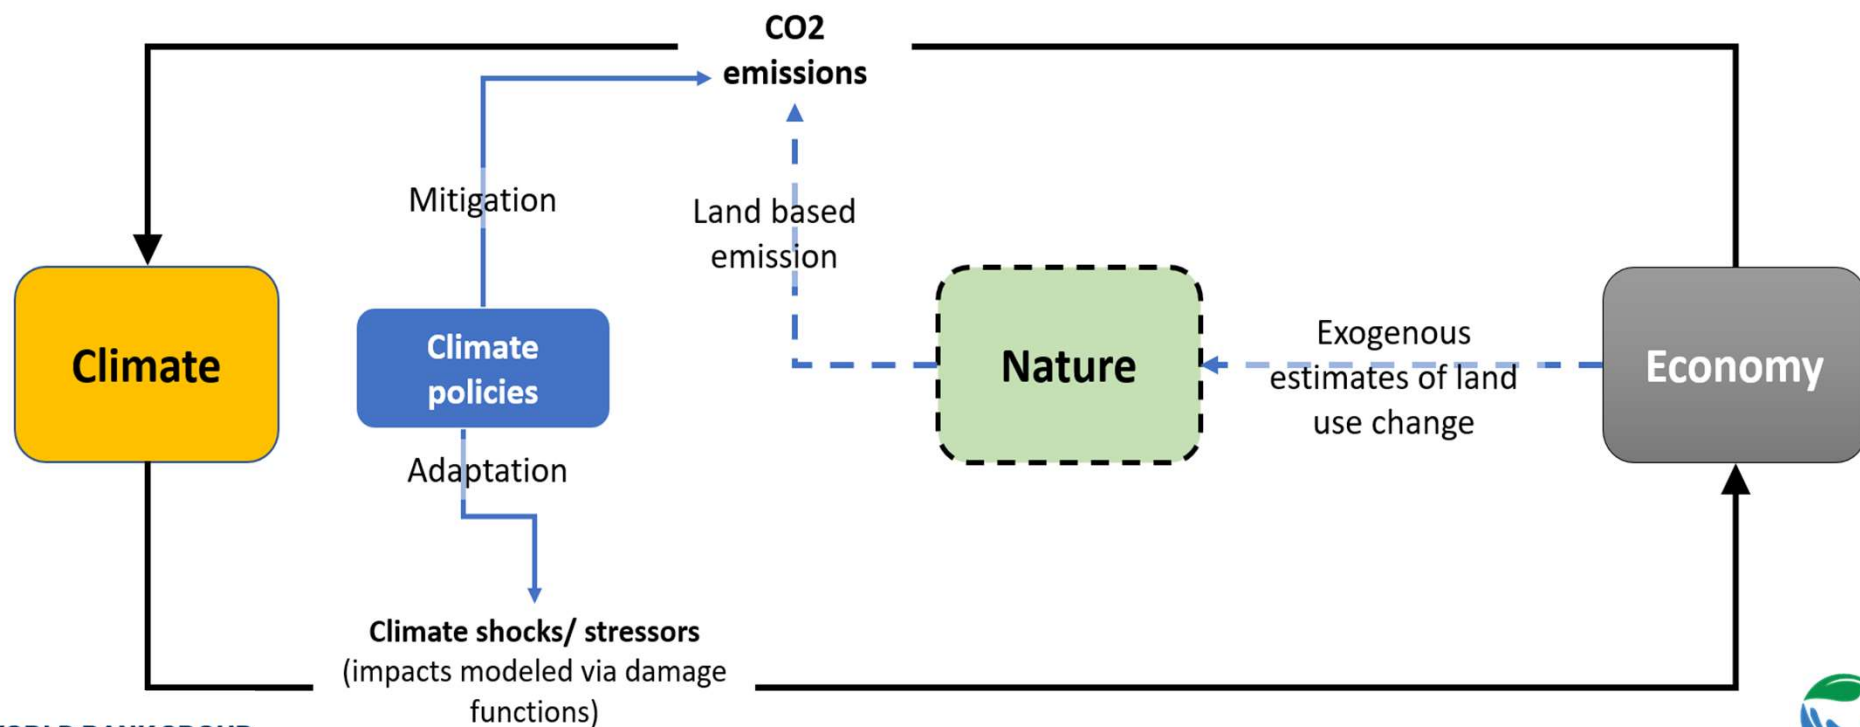 CO2
emissions
Mitigation
Land based
emission
Climate
Climate
policies
Nature
Exogenous
estimates of land
use change
Economy
Adaptation
Climate shocks/ stressors
(impacts modeled via damage
functions)